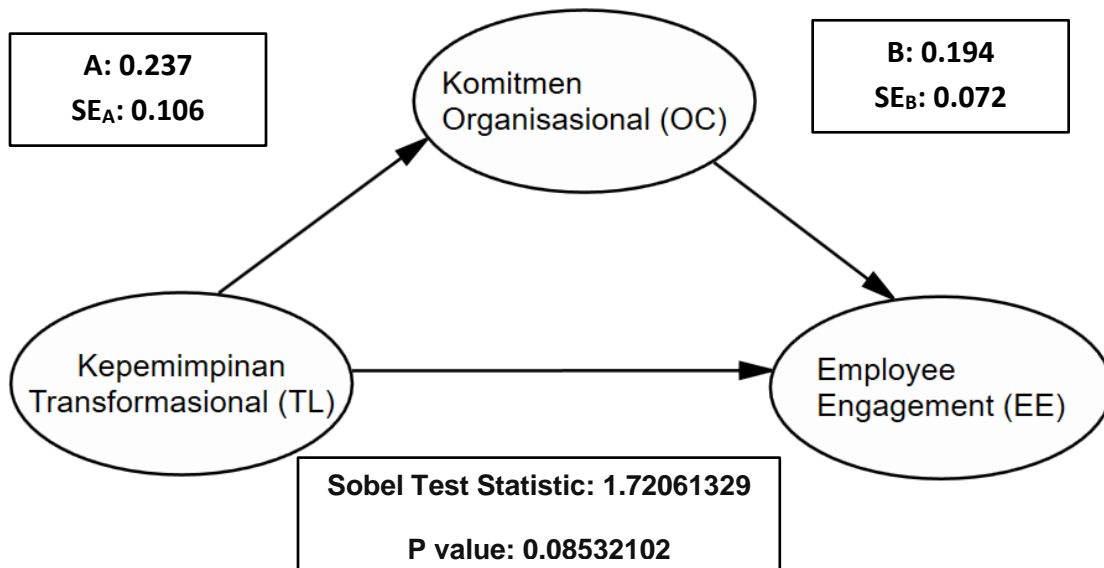 A: 0.237
SEA: 0.106
Komitmen
Organisasional (OC)
B: 0.194
SEB: 0.072
Kepemimpinan
Transformasional (TL)
Employee
Engagement (EE)
Sobel Test Statistic: 1.72061329
P value: 0.08532102